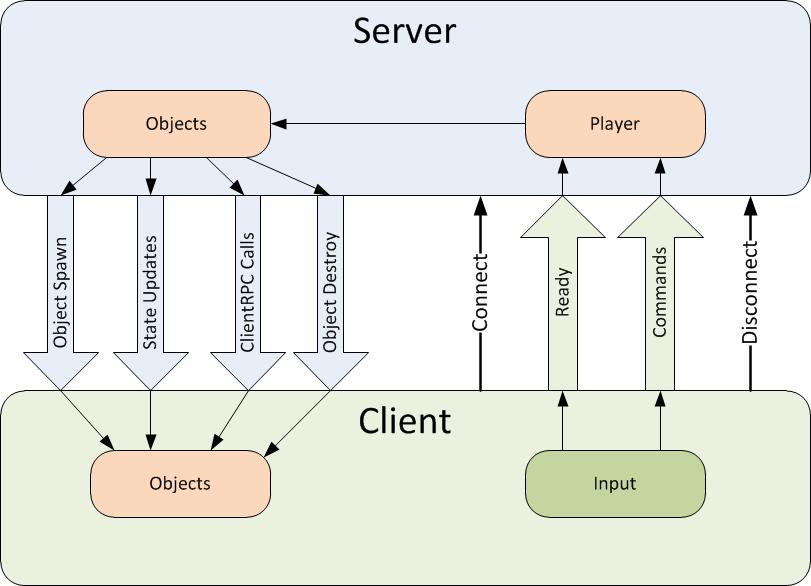 Server
Objects
Player
Object Spawn
State Updates
ClientRPC Calls
Object Destroy
Connect
Ready
Commands
Disconnect
Client
Objects
Input